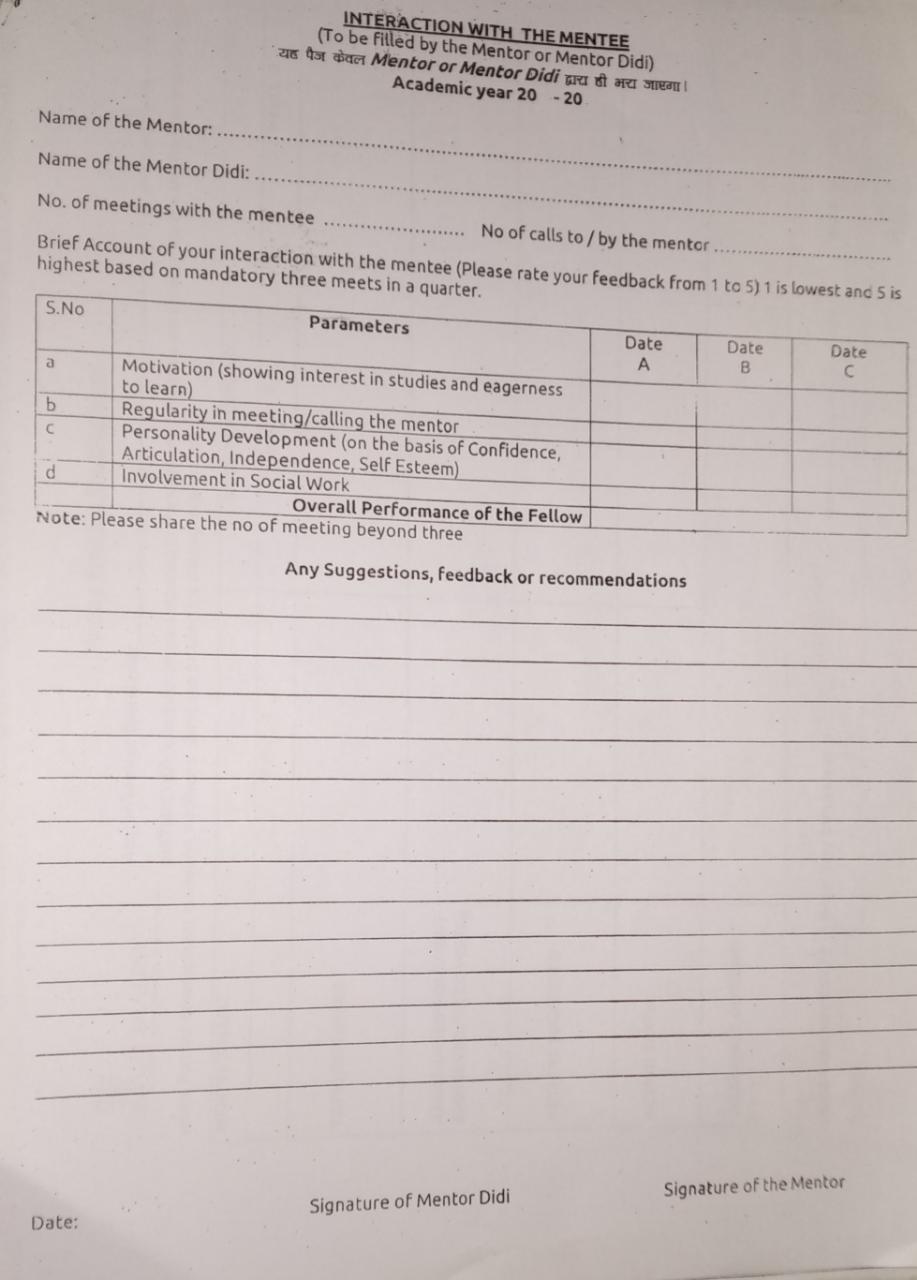 INTERACTION WITH THE MENTEE
(To be filled by the Mentor or Mentor Didi)
यह पैज केवल Mentor or Mentor Didi द्वारा ही भरा जाएगा।
Academic year 20 - 20
Name of the Mentor: ........................................
Name of the Mentor Didi: ........................................
No. of meetings with the mentee ........................ No of calls to / by the mentor ..............................
Brief Account of your interaction with the mentee (Please rate your feedback from 1 to 5) 1 is lowest and 5 is
highest based on mandatory three meets in a quarter.
S.No Parameters Date A Date B Date C
a Motivation (showing interest in studies and eagerness
to learn)
b Regularity in meeting/calling the mentor
c Personality Development (on the basis of Confidence,
Articulation, Independence, Self Esteem)
d Involvement in Social Work
Overall Performance of the Fellow
Note: Please share the no of meeting beyond three
Any Suggestions, feedback or recommendations
Date: Signature of Mentor Didi Signature of the Mentor